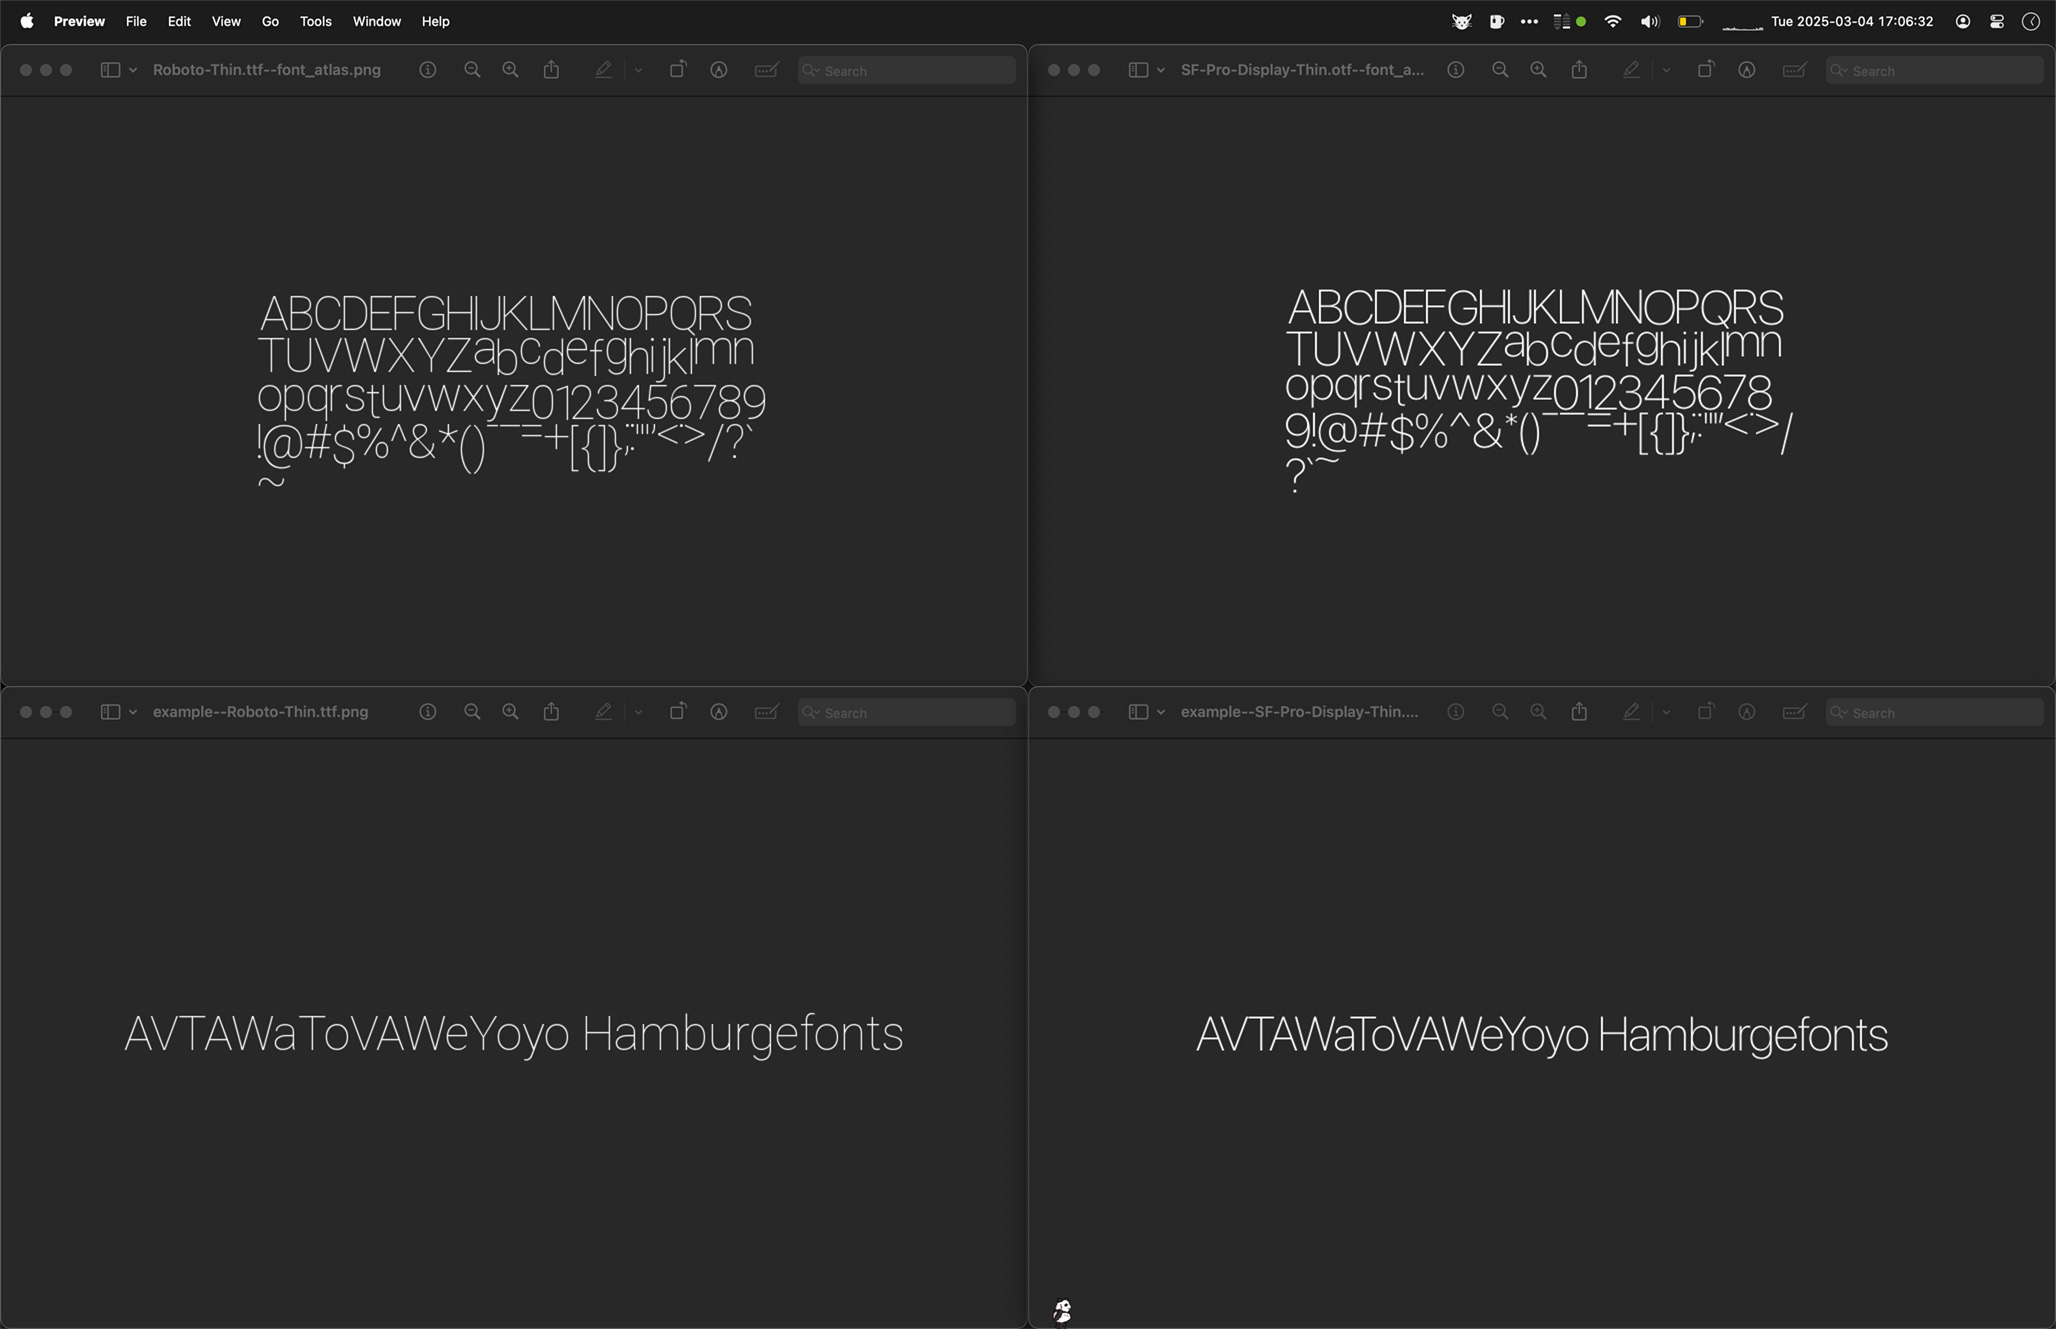 Preview File Edit View Go Tools Window Help Tue 2025-03-04 17:06:32
Roboto-Thin.ttf--font_atlas.png Search
ABCDEFGHIJKLMNOPQRS
TUVWXYZabcdefghijklmn
opqrstuvwxyz0123456789
!@#$%^&*()¯—=+[{]};:"'<.>/?`
~
SF-Pro-Display-Thin.otf--font_a... Search
ABCDEFGHIJKLMNOPQRS
TUVWXYZabcdefghijklmn
opqrstuvwxyz012345678
9!@#$%^&*()¯—=+[{]};:"'<.>/
?`~
example--Roboto-Thin.ttf.png Search
AVTAWaToVAWeYoyo Hamburgefonts
example--SF-Pro-Display-Thin.... Search
AVTAWaToVAWeYoyo Hamburgefonts